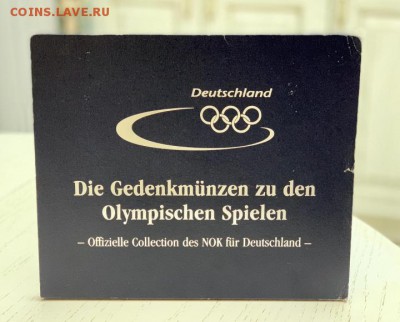 COINS.LAVE.RU
Deutschland
Die Gedenkmünzen zu den
Olympischen Spielen
– Offizielle Collection des NOK für Deutschland –